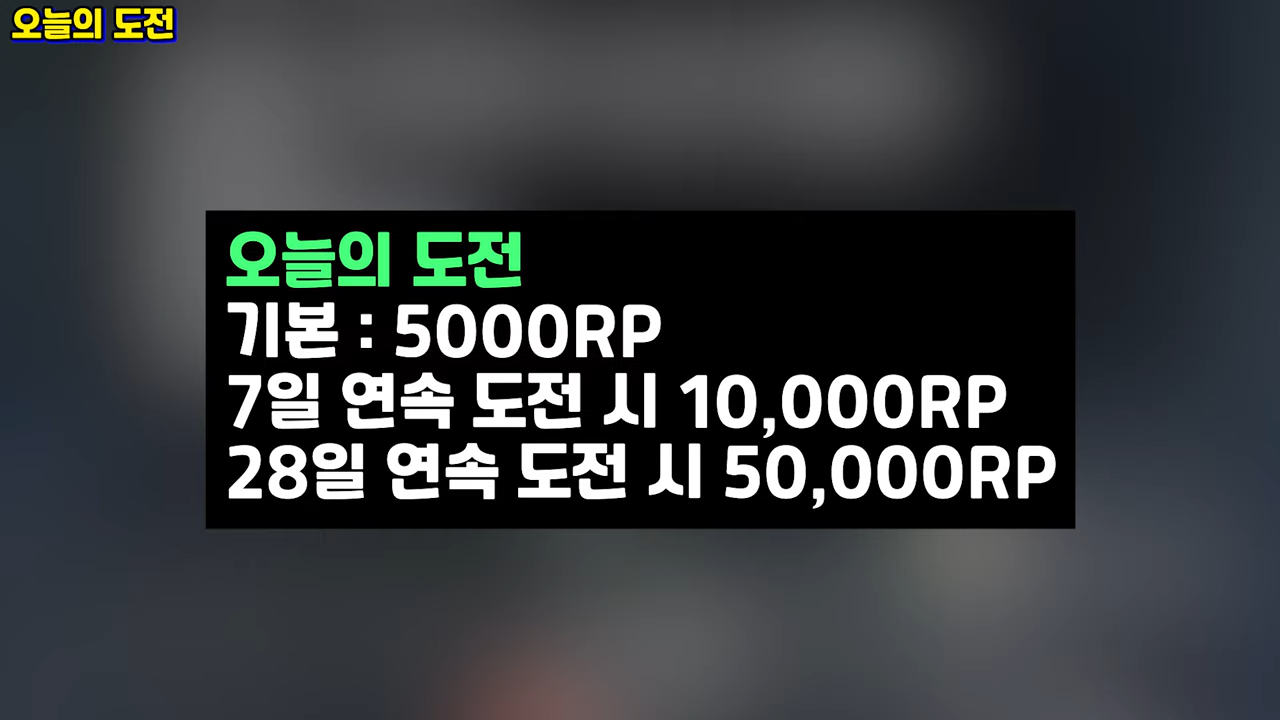 오늘의 도전
오늘의 도전
기본 : 5000RP
7일 연속 도전 시 10,000RP
28일 연속 도전 시 50,000RP